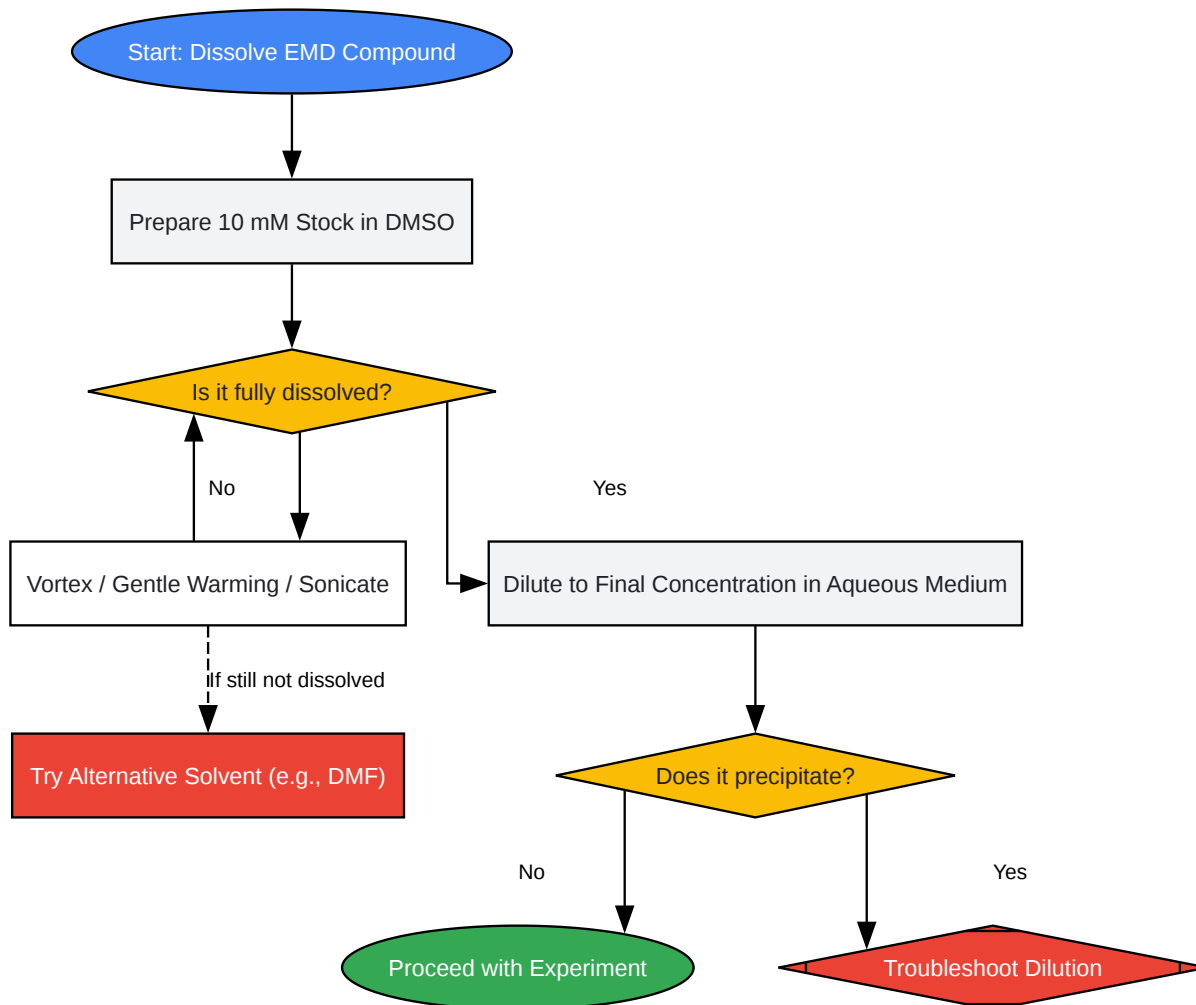 Start: Dissolve EMD Compound
Prepare 10 mM Stock in DMSO
Is it fully dissolved?
No
Yes
Vortex / Gentle Warming / Sonicate
Dilute to Final Concentration in Aqueous Medium
If still not dissolved
Try Alternative Solvent (e.g., DMF)
Does it precipitate?
No
Yes
Proceed with Experiment
Troubleshoot Dilution